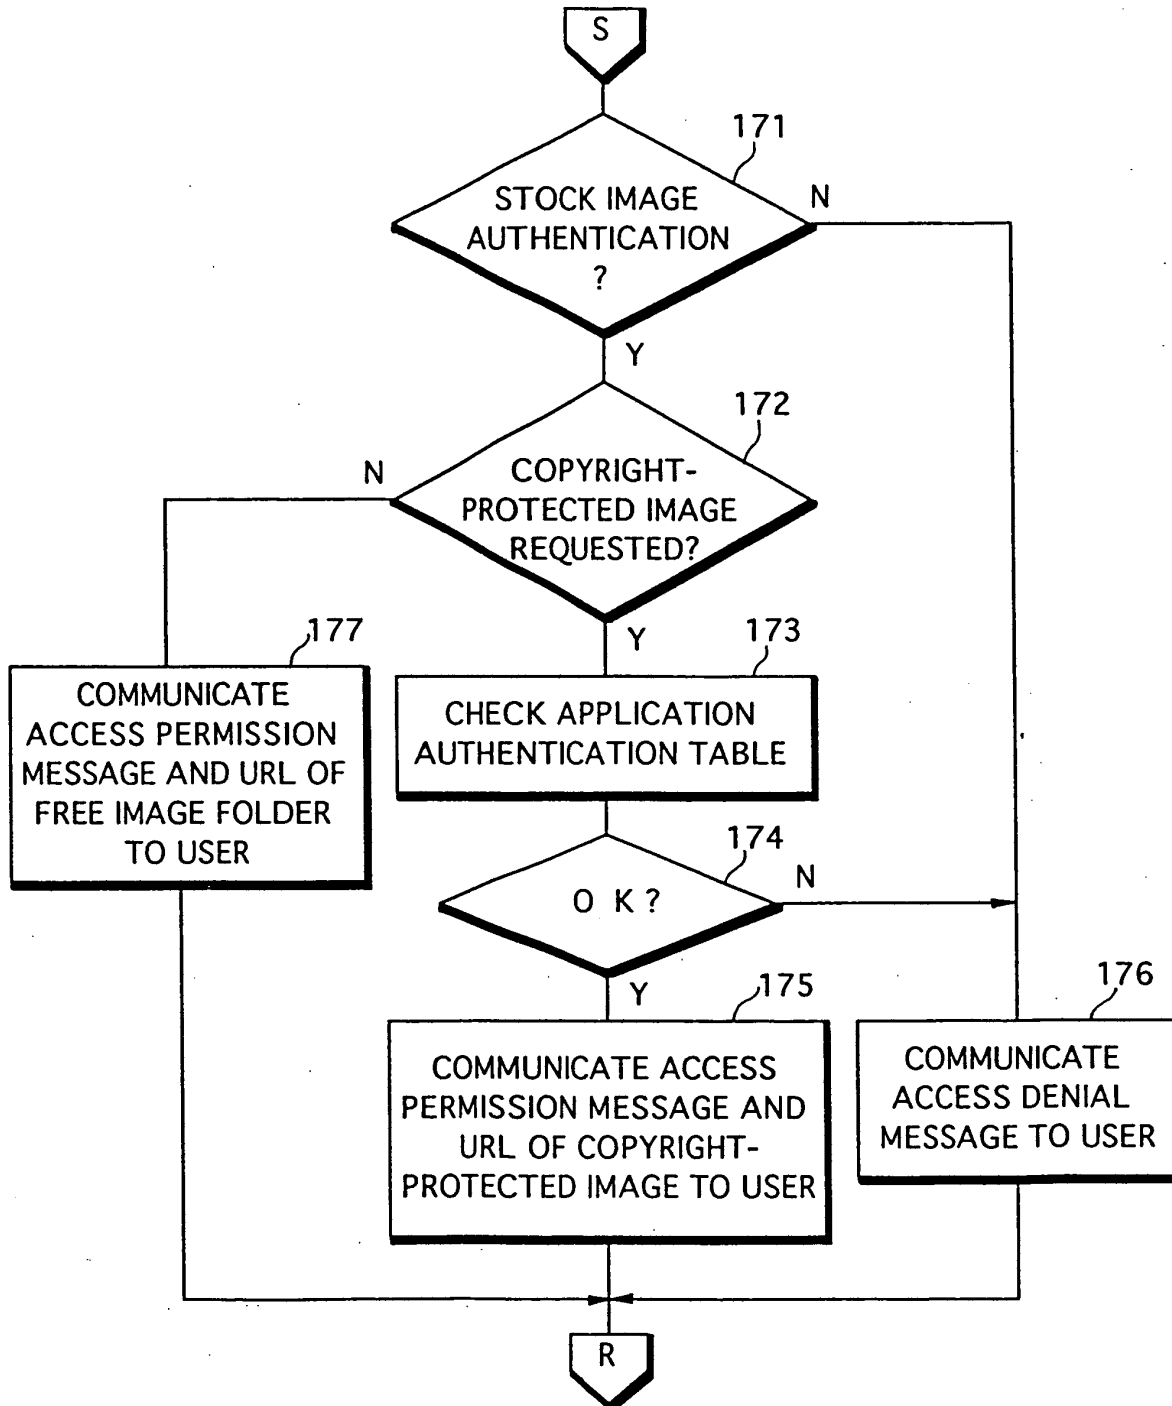 S
171
STOCK IMAGE
AUTHENTICATION
?
N
Y
172
COPYRIGHT-
PROTECTED IMAGE
REQUESTED?
N
Y
177
COMMUNICATE
ACCESS PERMISSION
MESSAGE AND URL OF
FREE IMAGE FOLDER
TO USER
173
CHECK APPLICATION
AUTHENTICATION TABLE
174
O K ?
N
Y
175
COMMUNICATE ACCESS
PERMISSION MESSAGE AND
URL OF COPYRIGHT-
PROTECTED IMAGE TO USER
176
COMMUNICATE
ACCESS DENIAL
MESSAGE TO USER
R